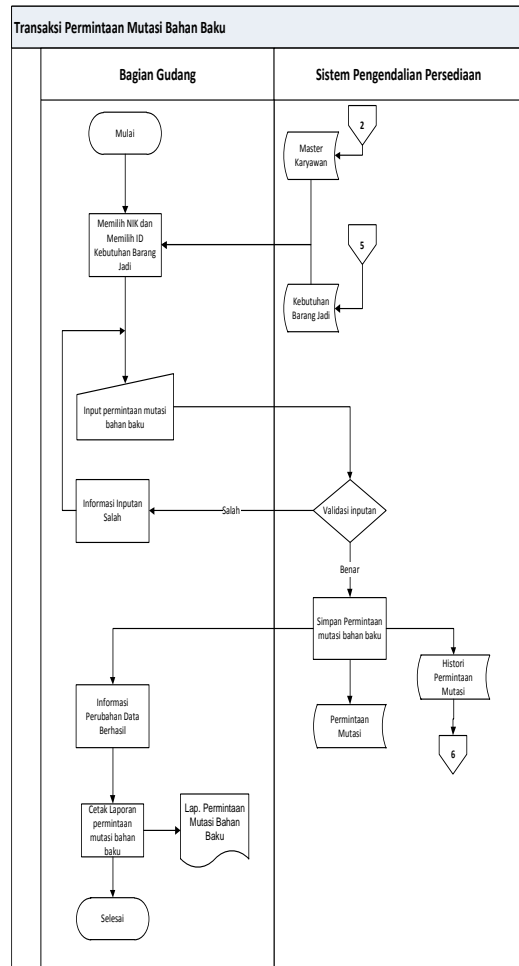 Transaksi Permintaan Mutasi Bahan Baku
Bagian Gudang
Sistem Pengendalian Persediaan
Mulai
2
Master
Karyawan
Memilih NIK dan
Memilih ID
Kebutuhan Barang
Jadi
5
Kebutuhan
Barang Jadi
Input permintaan mutasi
bahan baku
Informasi Inputan
Salah
Salah
Validasi inputan
Benar
Simpan Permintaan
mutasi bahan baku
Histori
Permintaan
Mutasi
Informasi
Perubahan Data
Berhasil
Permintaan
Mutasi
6
Cetak Laporan
permintaan
mutasi bahan
baku
Lap. Permintaan
Mutasi Bahan
Baku
Selesai